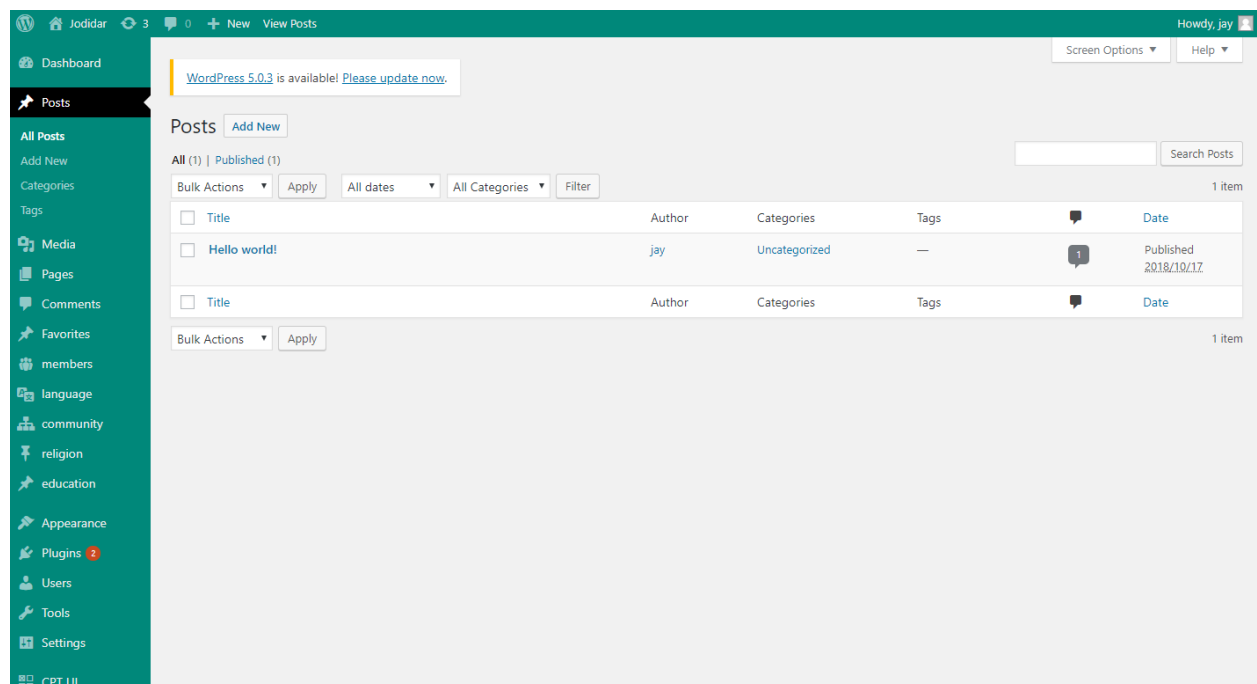 Jodidar 3 0 New View Posts Howdy, jay
Screen Options Help
Dashboard
Posts
All Posts
Add New
Categories
Tags
Media
Pages
Comments
Favorites
members
language
community
religion
education
Appearance
Plugins 2
Users
Tools
Settings
CPT UI
WordPress 5.0.3 is available! Please update now.
Posts Add New
All (1) | Published (1)
Search Posts
Bulk Actions Apply All dates All Categories Filter 1 item
Title Author Categories Tags Date
Hello world! jay Uncategorized — 1 Published
2018/10/17
Title Author Categories Tags Date
Bulk Actions Apply 1 item